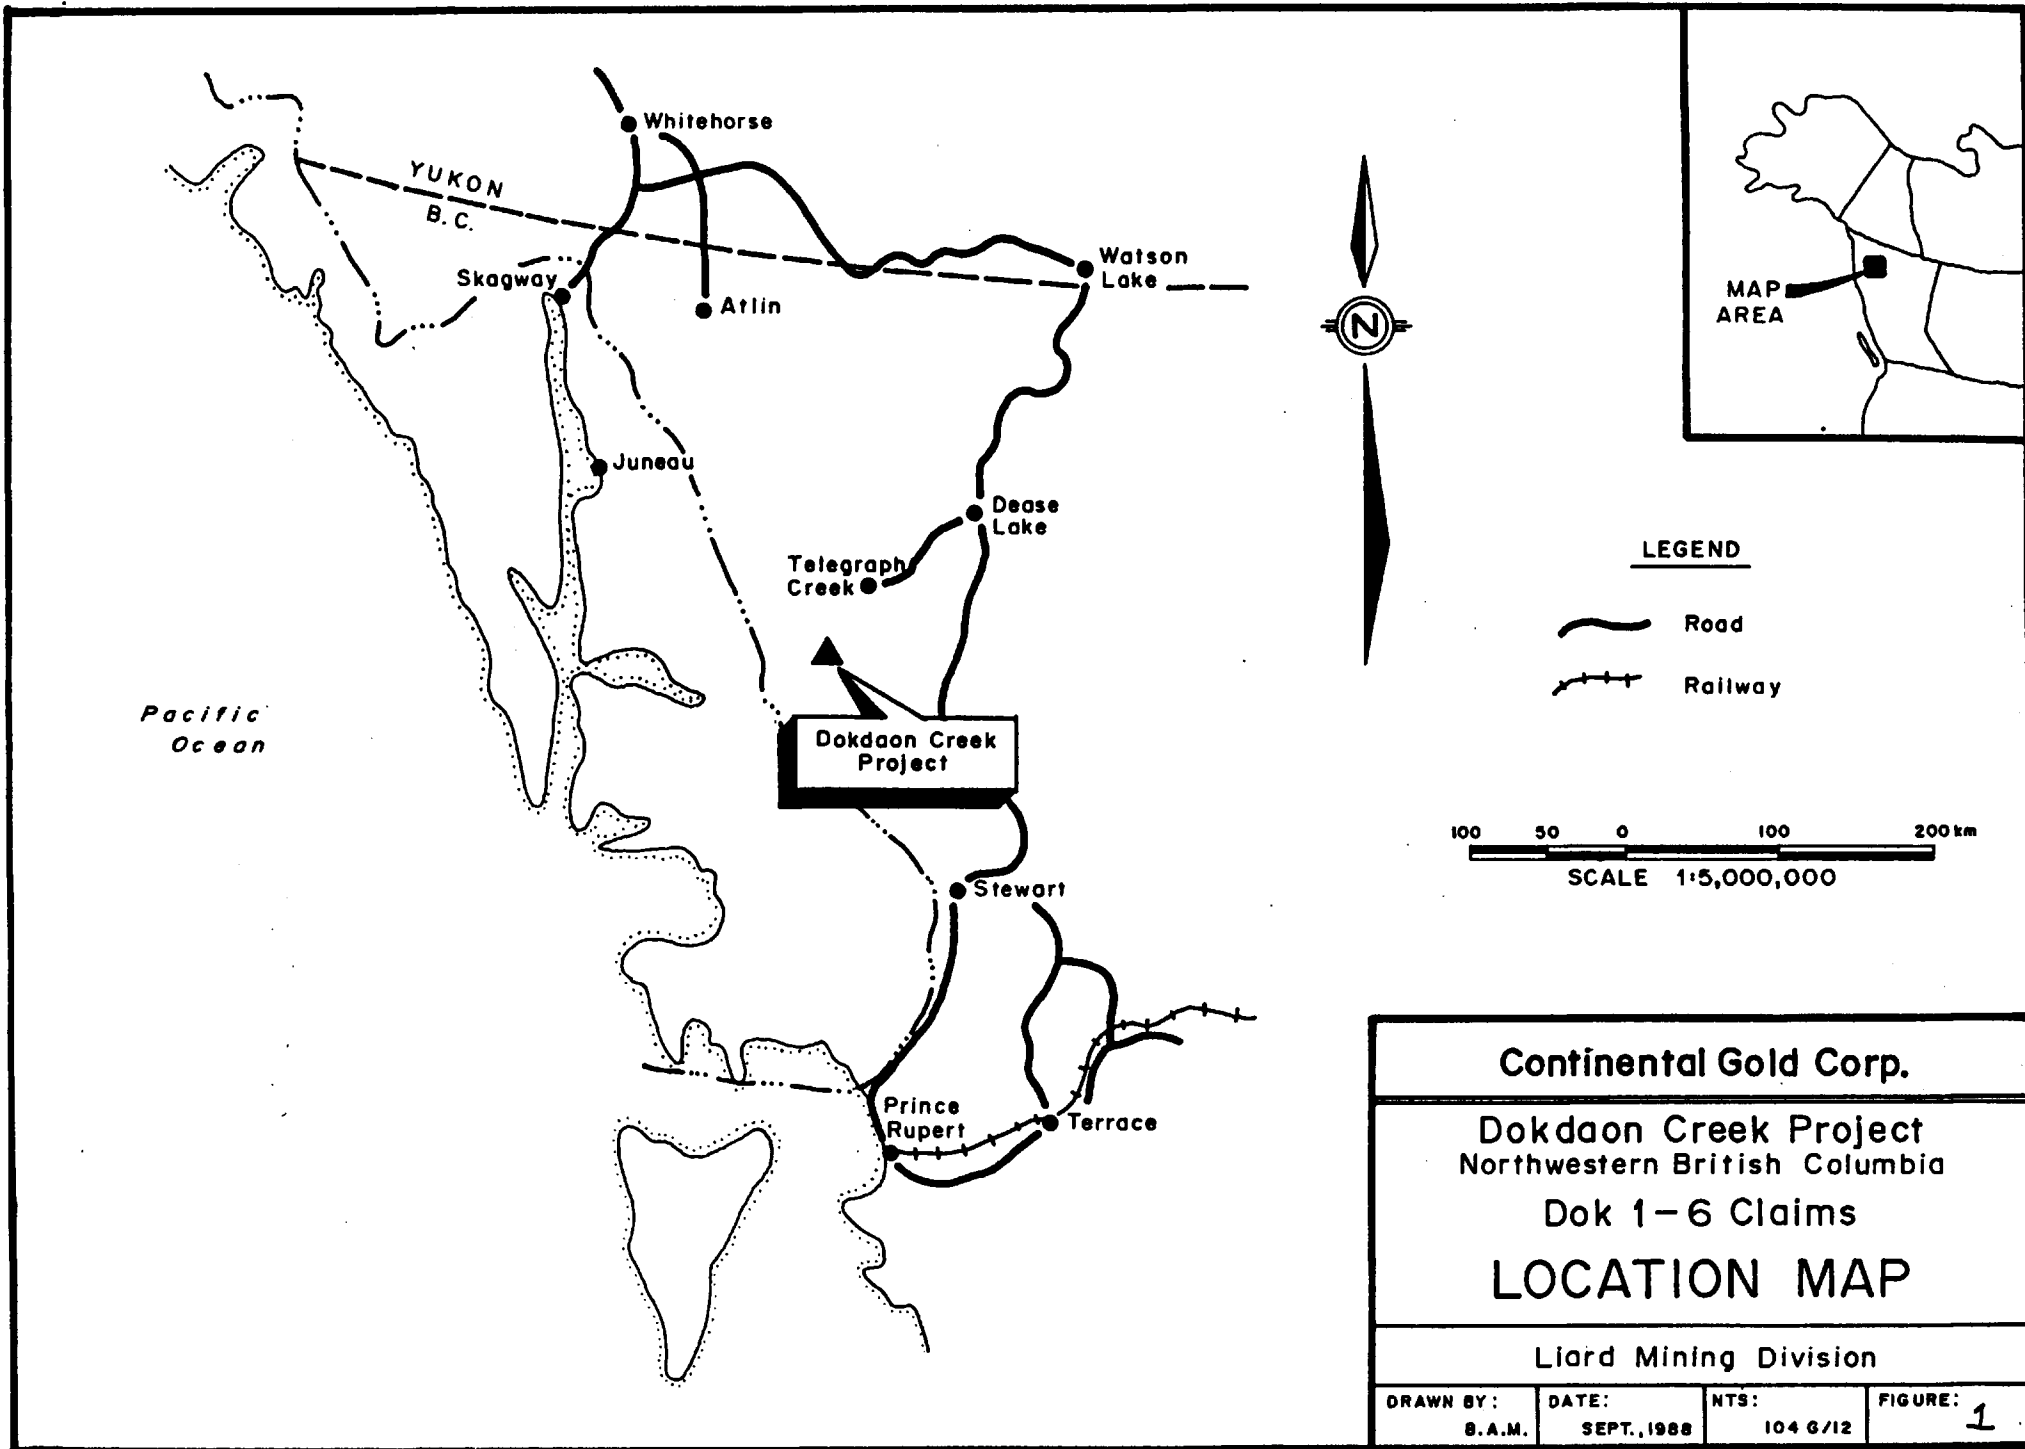 Whitehorse
YUKON
B.C.
Skagway
Atlin
Watson
Lake
Juneau
Dease
Lake
Telegraph
Creek
Pacific
Ocean
Dokdaon Creek
Project
Stewart
Prince
Rupert
Terrace
N
MAP
AREA
LEGEND
Road
Railway
100 50 0 100 200 km
SCALE 1:5,000,000
Continental Gold Corp.
Dokdaon Creek Project
Northwestern British Columbia
Dok 1-6 Claims
LOCATION MAP
Liard Mining Division
DRAWN BY: B.A.M.
DATE: SEPT., 1988
NTS: 104 G/12
FIGURE: 1